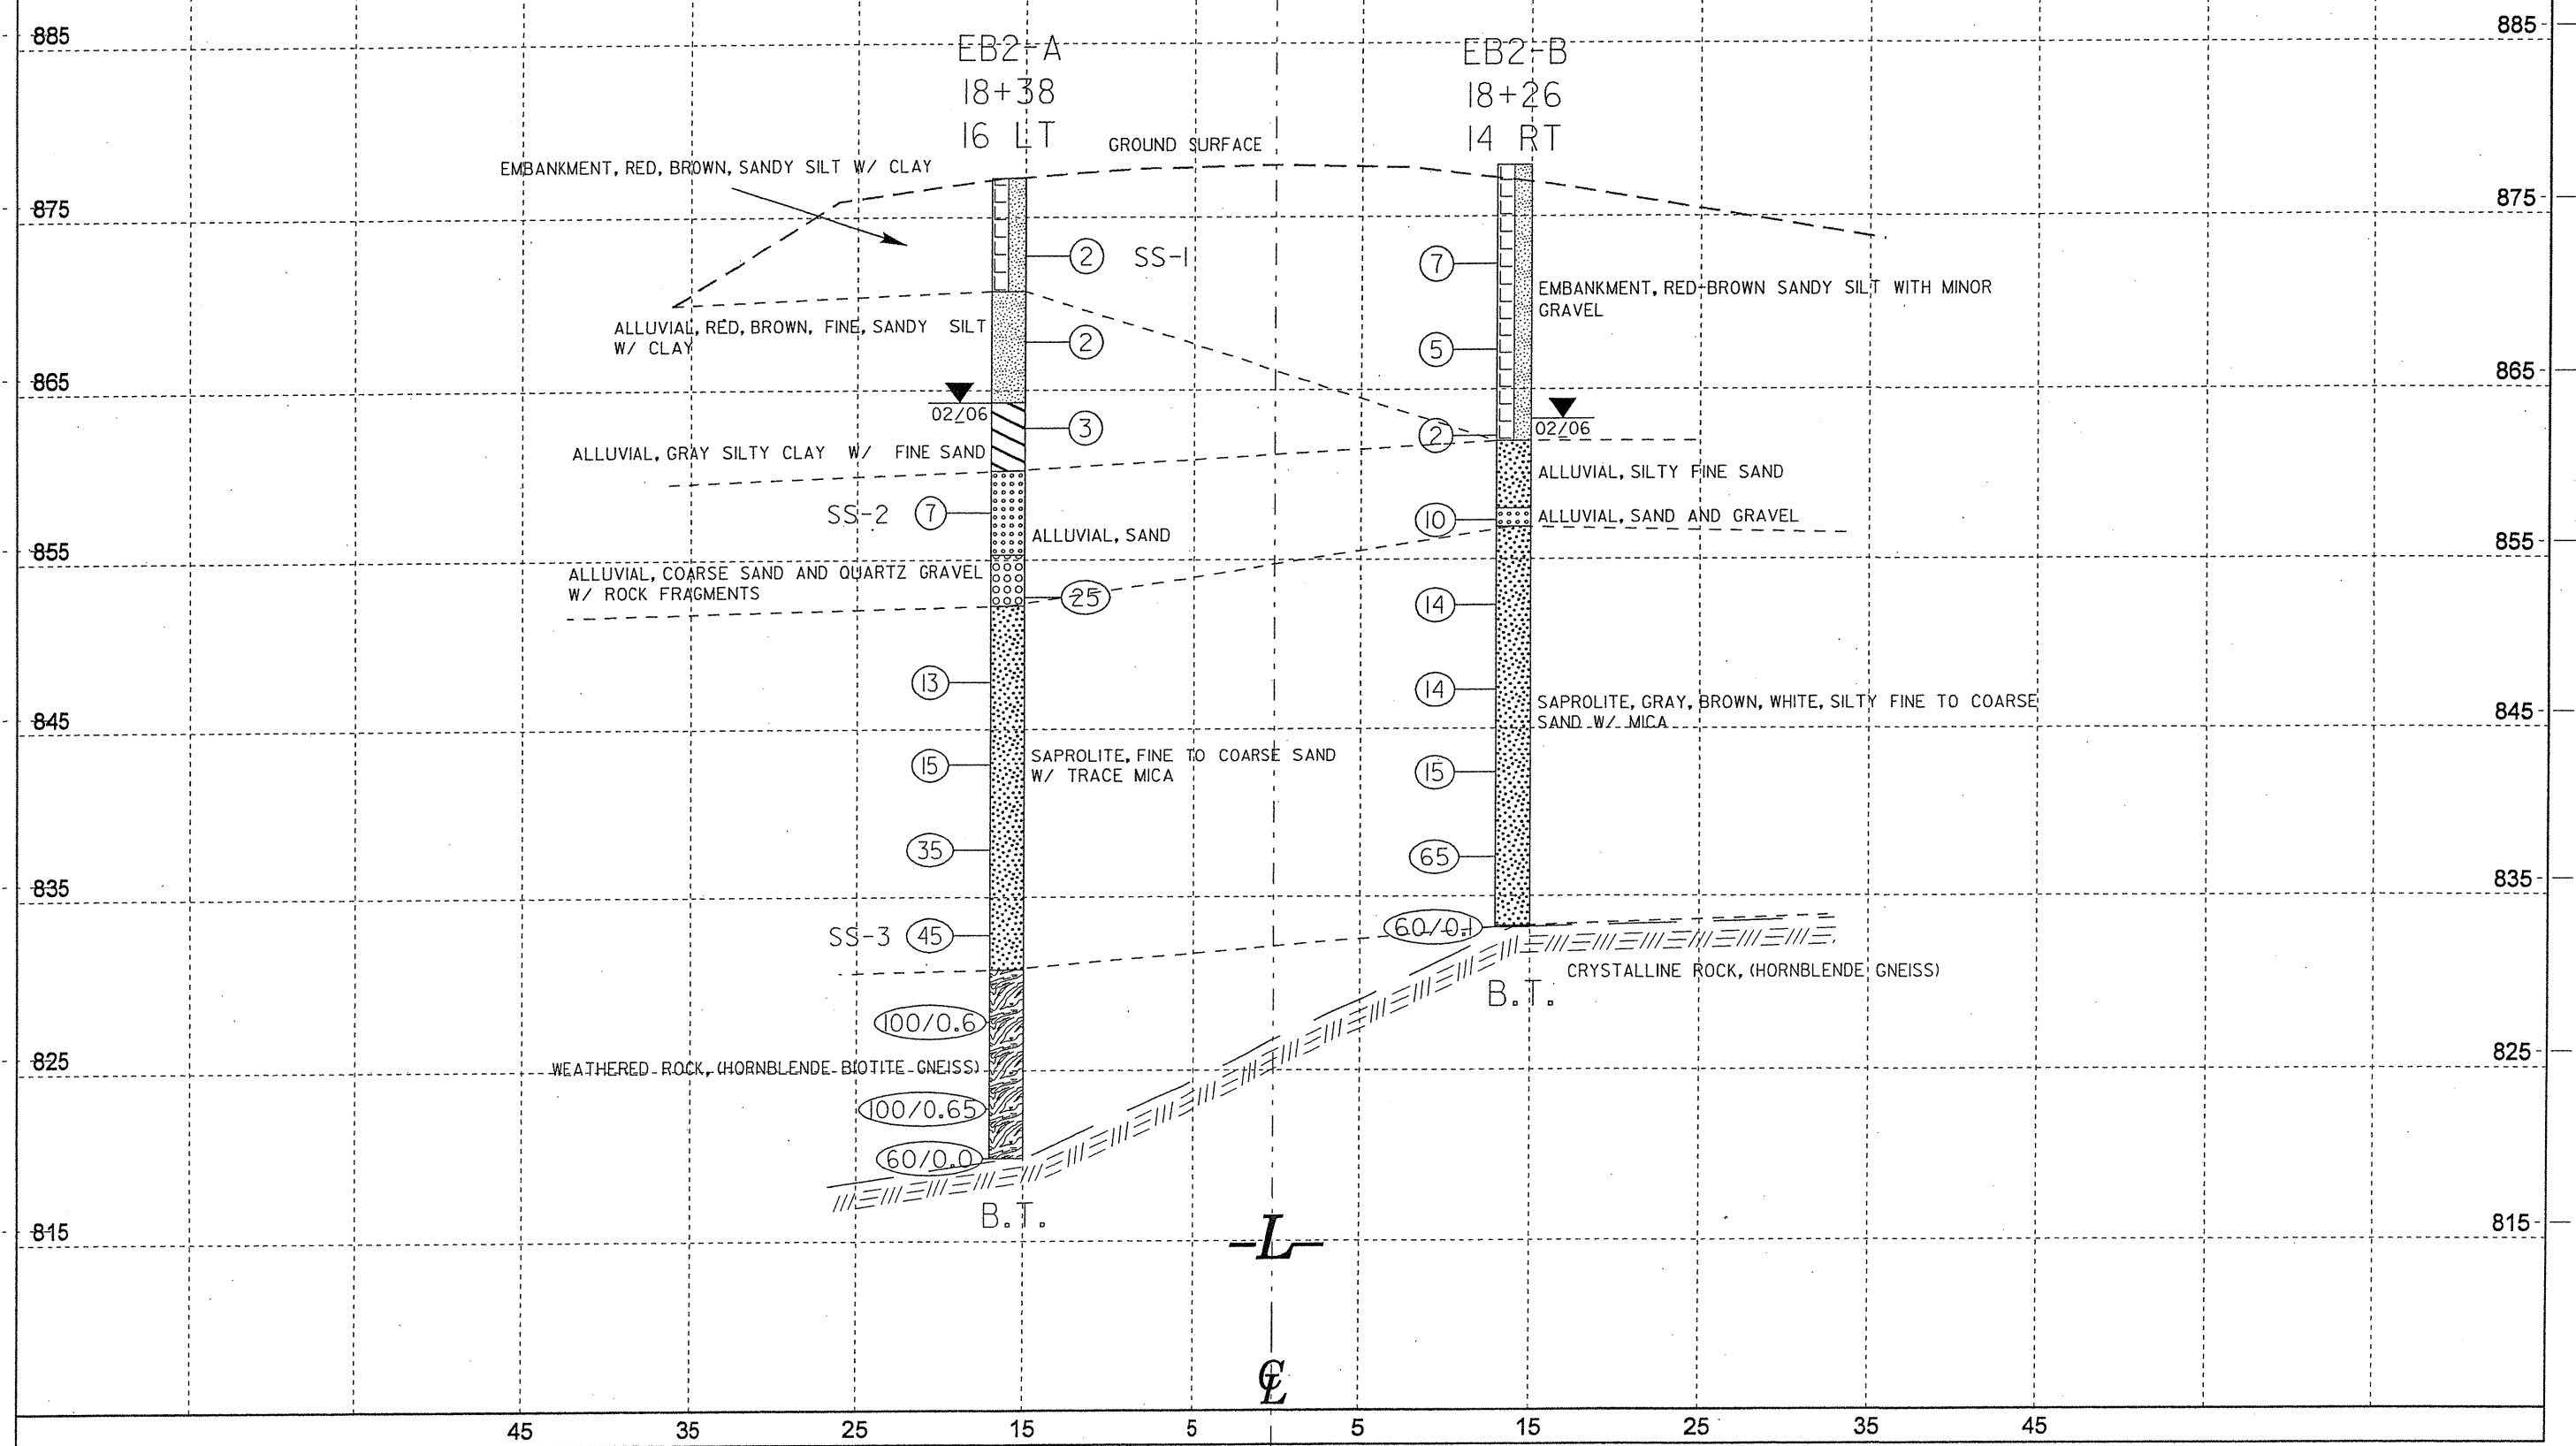 885
885
EB2-A
18+38
16 LT
EB2-B
18+26
14 RT
GROUND SURFACE
EMBANKMENT, RED, BROWN, SANDY SILT W/ CLAY
875
875
2 SS-1
7
EMBANKMENT, RED-BROWN SANDY SILT WITH MINOR
GRAVEL
ALLUVIAL, RED, BROWN, FINE, SANDY SILT
W/ CLAY
2
5
865
865
02/06
3
2
02/06
ALLUVIAL, GRAY SILTY CLAY W/ FINE SAND
ALLUVIAL, SILTY FINE SAND
SS-2 7
10
ALLUVIAL, SAND AND GRAVEL
ALLUVIAL, SAND
855
855
ALLUVIAL, COARSE SAND AND QUARTZ GRAVEL
W/ ROCK FRAGMENTS
25
14
13
14
SAPROLITE, GRAY, BROWN, WHITE, SILTY FINE TO COARSE
SAND W/ MICA
845
845
15
SAPROLITE, FINE TO COARSE SAND
W/ TRACE MICA
15
35
65
835
835
SS-3 45
60/0.1
CRYSTALLINE ROCK, (HORNBLENDE GNEISS)
B.T.
100/0.6
825
825
WEATHERED ROCK, (HORNBLENDE BIOTITE GNEISS)
100/0.65
60/0.0
B.T.
815
815
-L-
℄
45 35 25 15 5 5 15 25 35 45